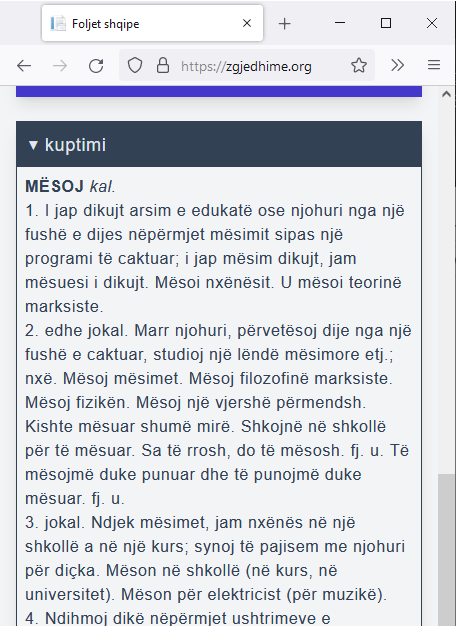 Foljet shqipe
https://zgjedhime.org
▾ kuptimi
MËSOJ kal.
1. I jap dikujt arsim e edukatë ose njohuri nga një
fushë e dijes nëpërmjet mësimit sipas një
programi të caktuar; i jap mësim dikujt, jam
mësuesi i dikujt. Mësoi nxënësit. U mësoi teorinë
marksiste.
2. edhe jokal. Marr njohuri, përvetësoj dije nga një
fushë e caktuar, studioj një lëndë mësimore etj.;
nxë. Mësoj mësimet. Mësoj filozofinë marksiste.
Mësoj fizikën. Mësoj një vjershë përmendsh.
Kishte mësuar shumë mirë. Shkojnë në shkollë
për të mësuar. Sa të rrosh, do të mësosh. fj. u. Të
mësojmë duke punuar dhe të punojmë duke
mësuar. fj. u.
3. jokal. Ndjek mësimet, jam nxënës në një
shkollë a në një kurs; synoj të pajisem me njohuri
për diçka. Mëson në shkollë (në kurs, në
universitet). Mëson për elektricist (për muzikë).
4. Ndihmoj dikë nëpërmjet ushtrimeve e